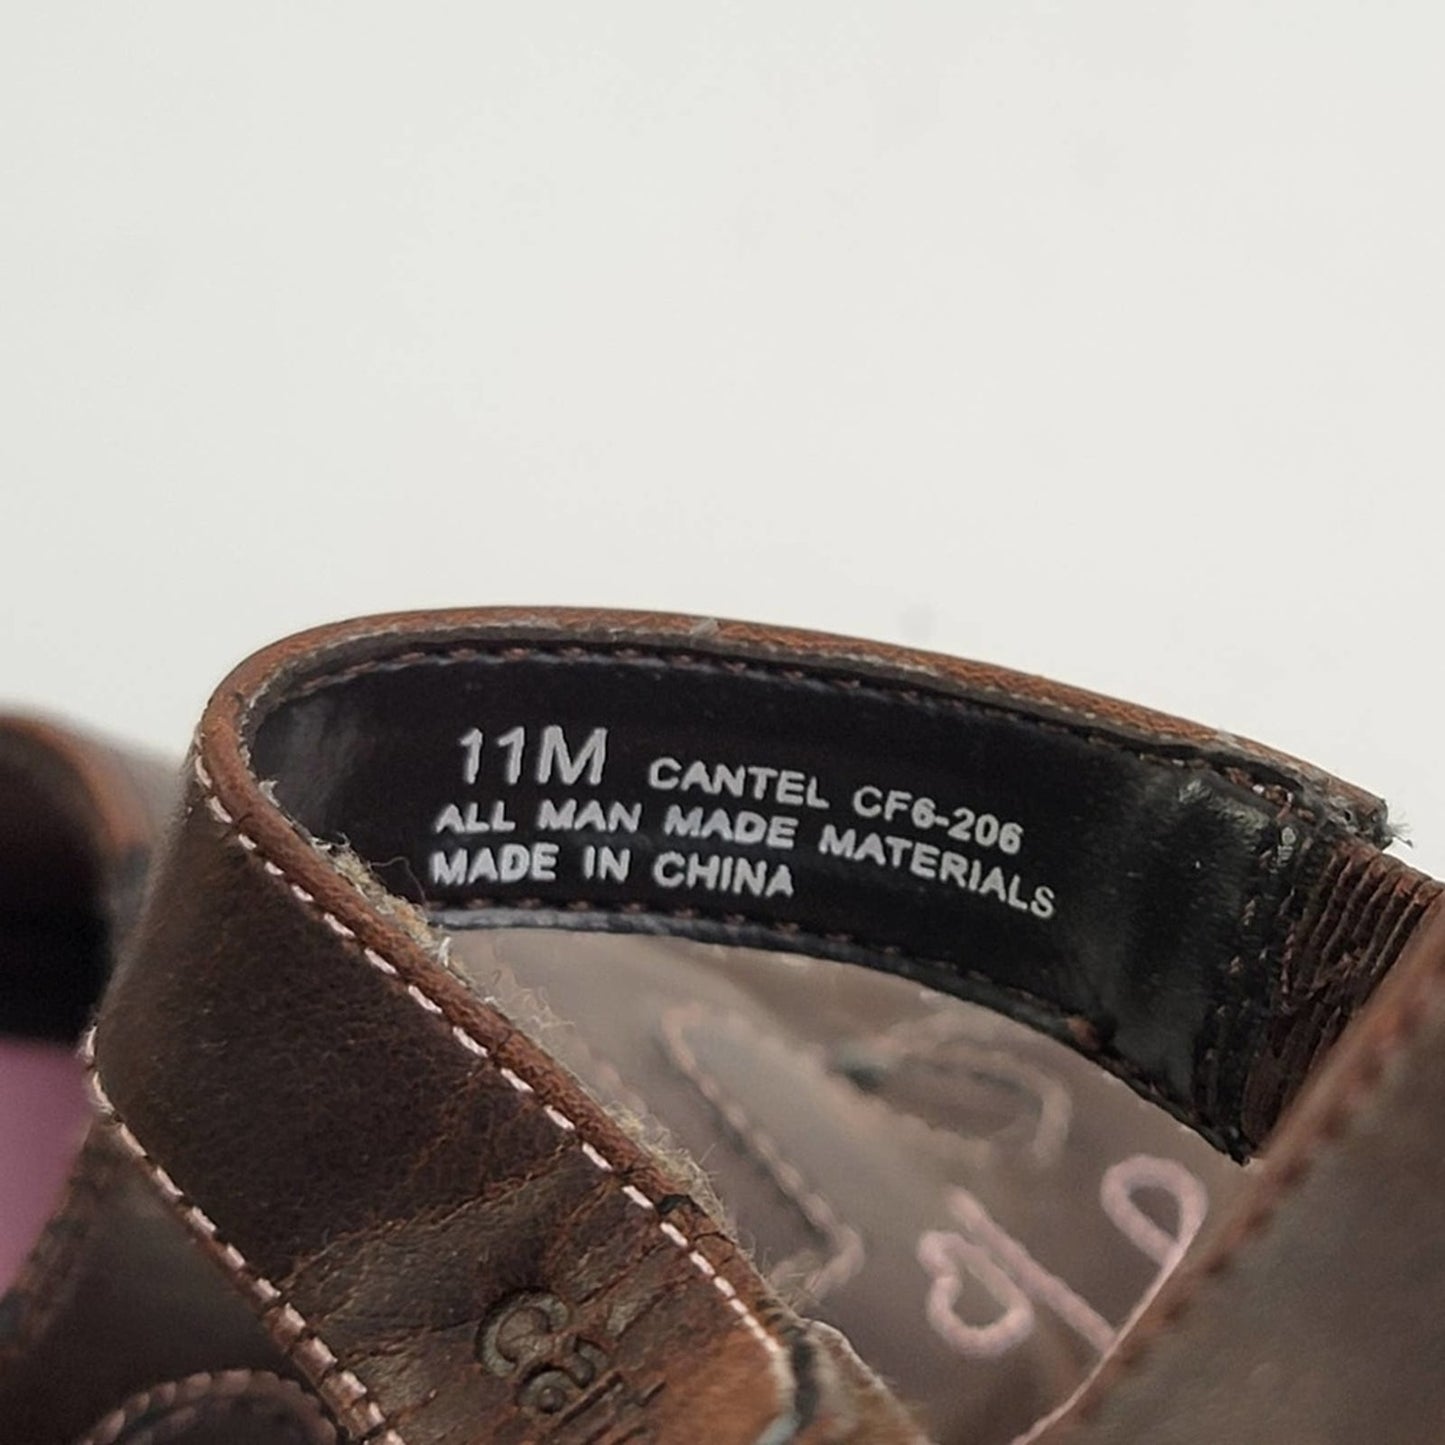 11M CANTEL CF6-206
ALL MAN MADE MATERIALS
MADE IN CHINA